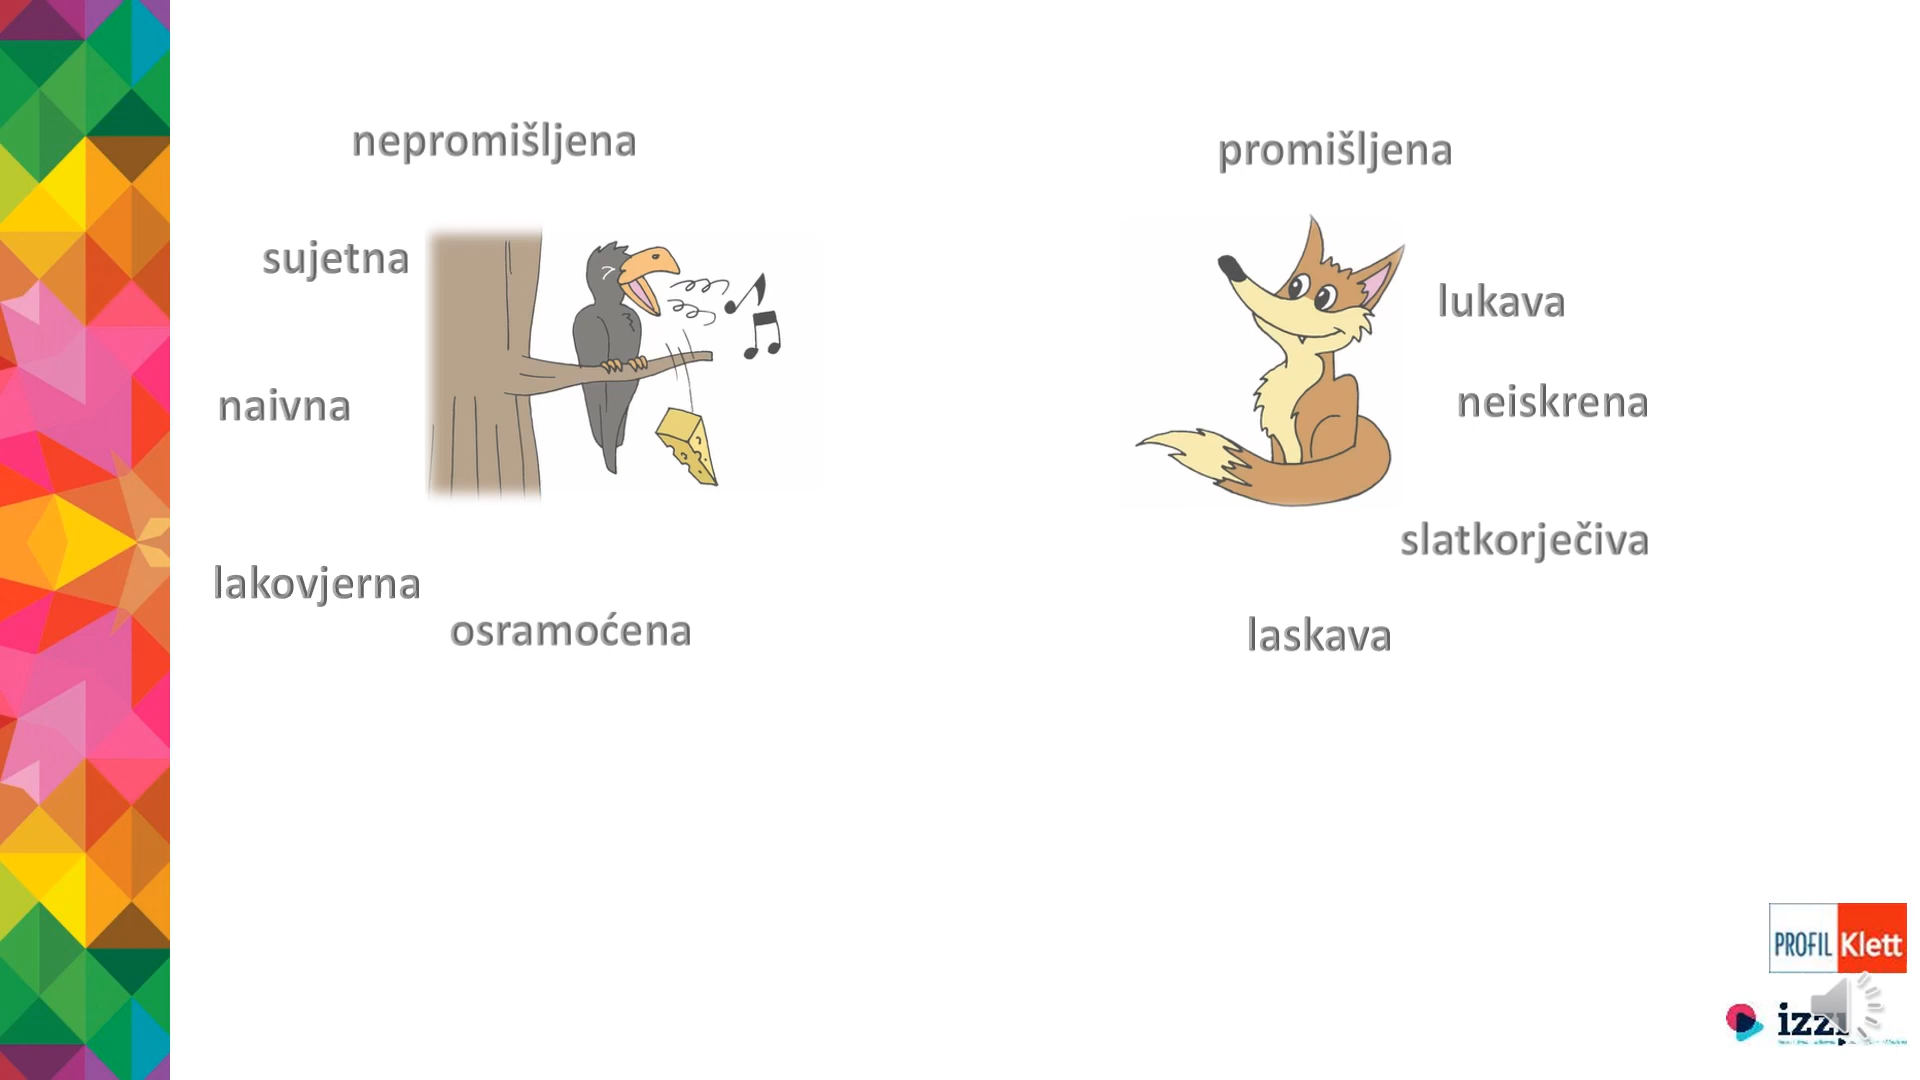 nepromišljena
sujetna
naivna
lakovjerna
osramoćena
promišljena
lukava
neiskrena
slatkorječiva
laskava
PROFIL Klett